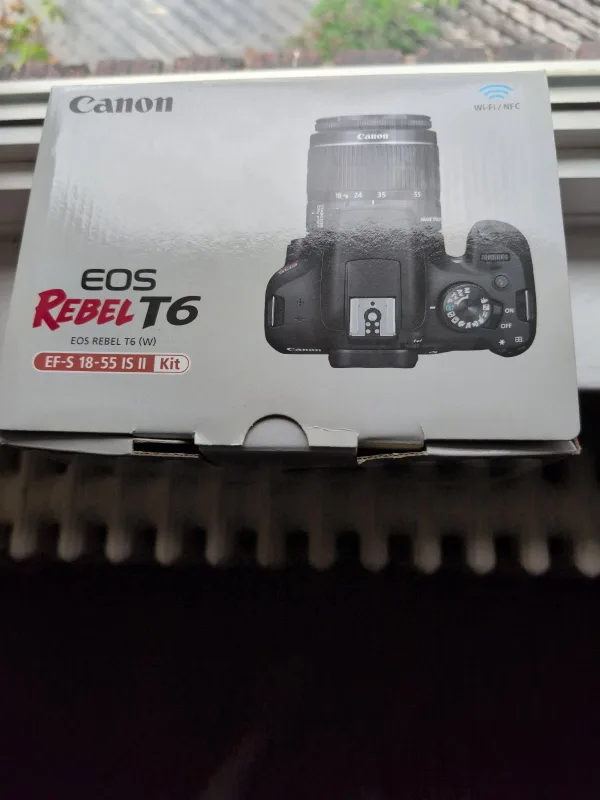 Canon
Wi-Fi / NFC
Canon
18 24 35 55
EOS
REBEL T6
EOS REBEL T6 (W)
EF-S 18-55 IS II Kit
ON
OFF
Canon